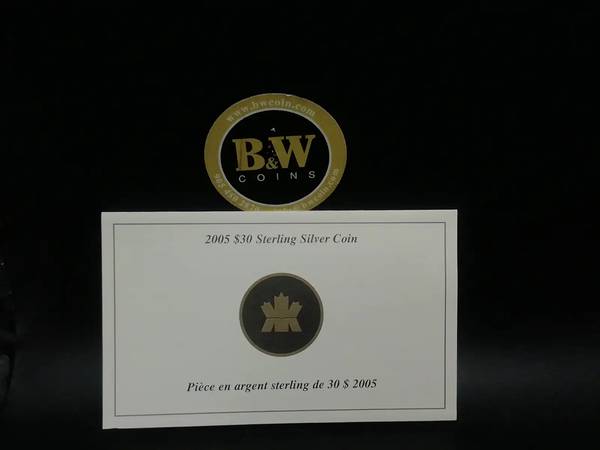 www.bwcoin.com
B&W
COINS
2005 $30 Sterling Silver Coin
Pièce en argent sterling de 30 $ 2005